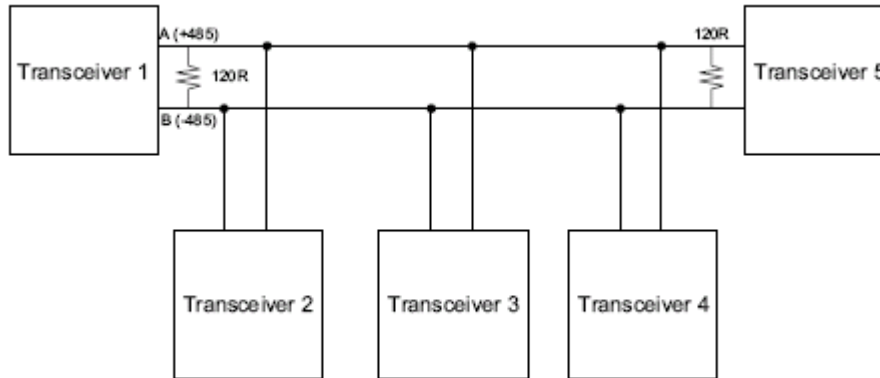 A (+485)
120R
Transceiver 1
120R
Transceiver 5
B (-485)
Transceiver 2
Transceiver 3
Transceiver 4